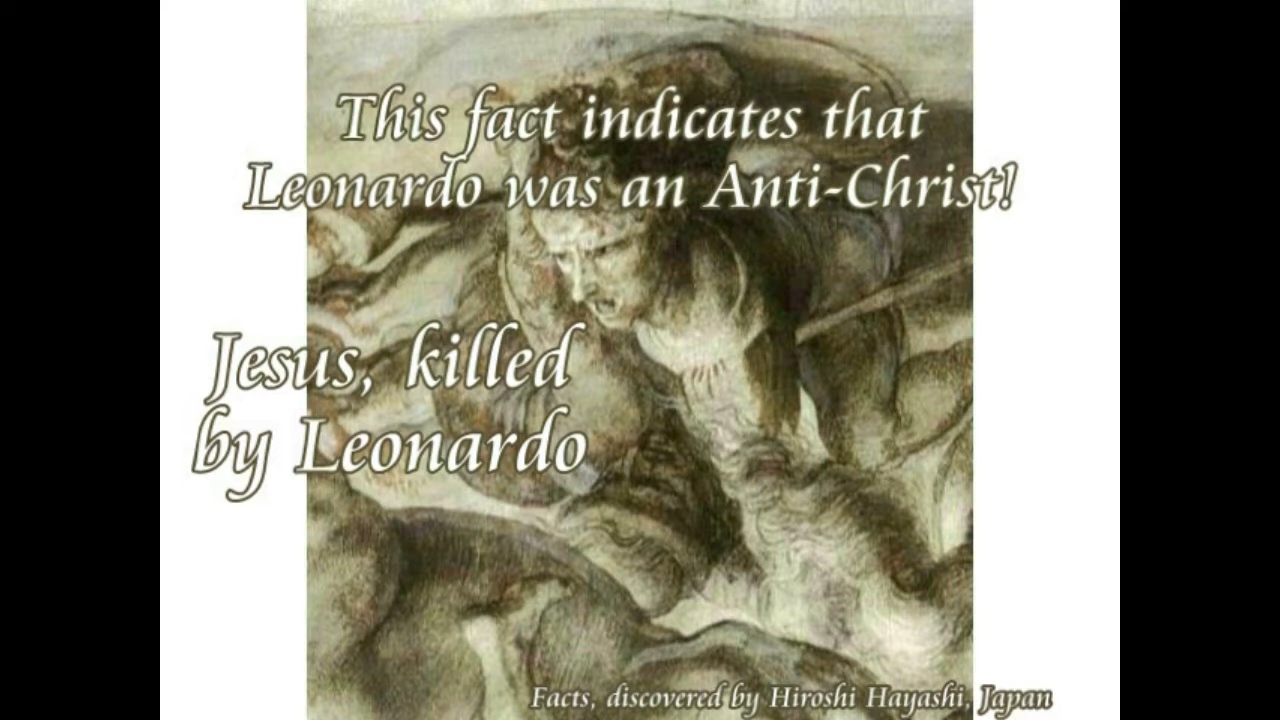 This fact indicates that
Leonardo was an Anti-Christ!
Jesus, killed
by Leonardo
Facts, discovered by Hiroshi Hayashi, Japan